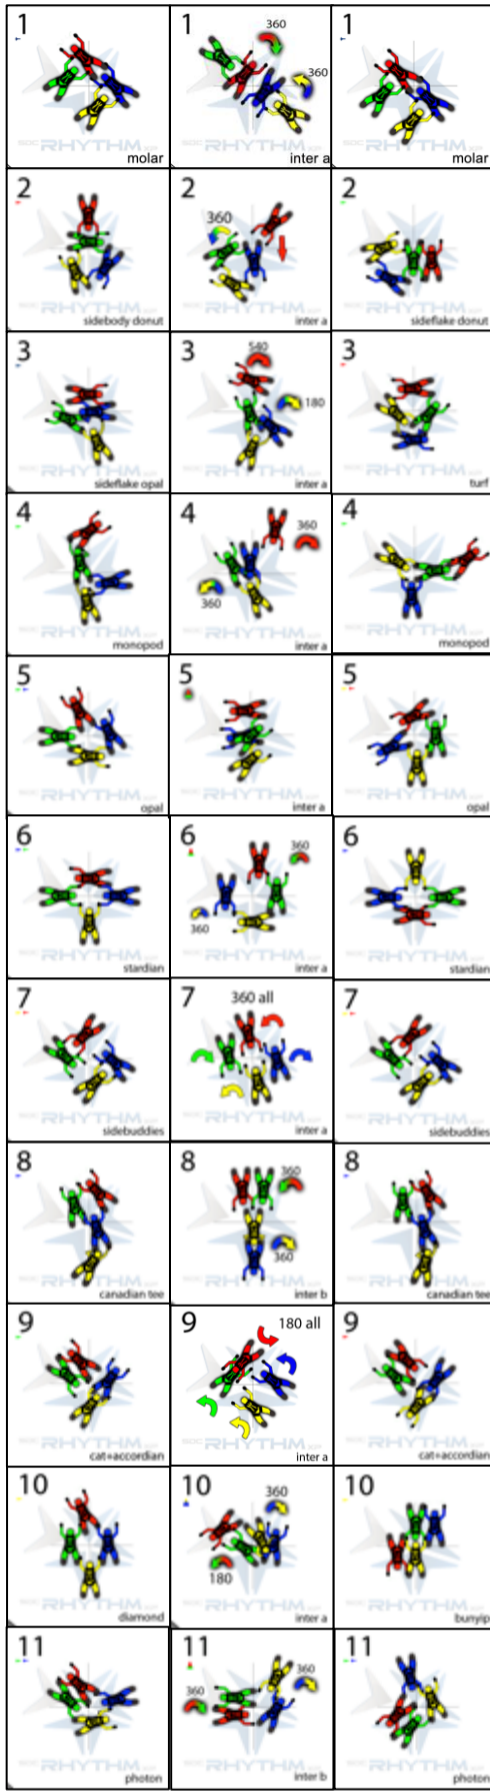 1
molar
1
360
360
inter a
1
molar
2
sidebody donut
2
360
inter a
2
sideflake donut
3
sideflake opal
3
540
180
inter a
3
turf
4
monopod
4
360
360
inter a
4
monopod
5
opal
5
inter a
5
opal
6
stardian
6
360
360
inter a
6
stardian
7
sidebuddies
7
360 all
inter a
7
sidebuddies
8
canadian tee
8
360
360
inter b
8
canadian tee
9
cat+accordian
9
180 all
inter a
9
cat+accordian
10
diamond
10
360
180
inter a
10
bunyip
11
photon
11
360
360
inter b
11
photon